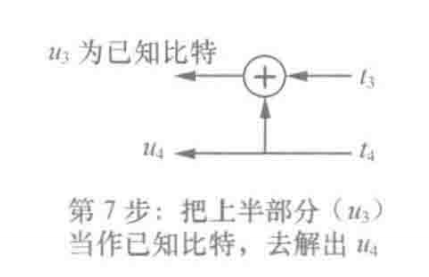 u₃ 为已知比特
t₃
u₄
t₄
第 7 步：把上半部分（u₃）
当作已知比特，去解出 u₄